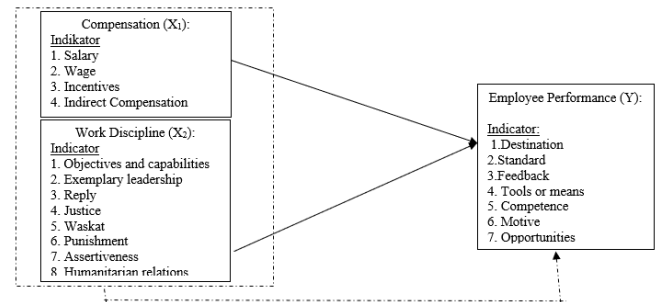 Compensation (X₁):
Indikator
1. Salary
2. Wage
3. Incentives
4. Indirect Compensation
Work Discipline (X₂):
Indicator
1. Objectives and capabilities
2. Exemplary leadership
3. Reply
4. Justice
5. Waskat
6. Punishment
7. Assertiveness
8 Humanitarian relations
Employee Performance (Y):
Indicator:
1.Destination
2.Standard
3.Feedback
4. Tools or means
5. Competence
6. Motive
7. Opportunities